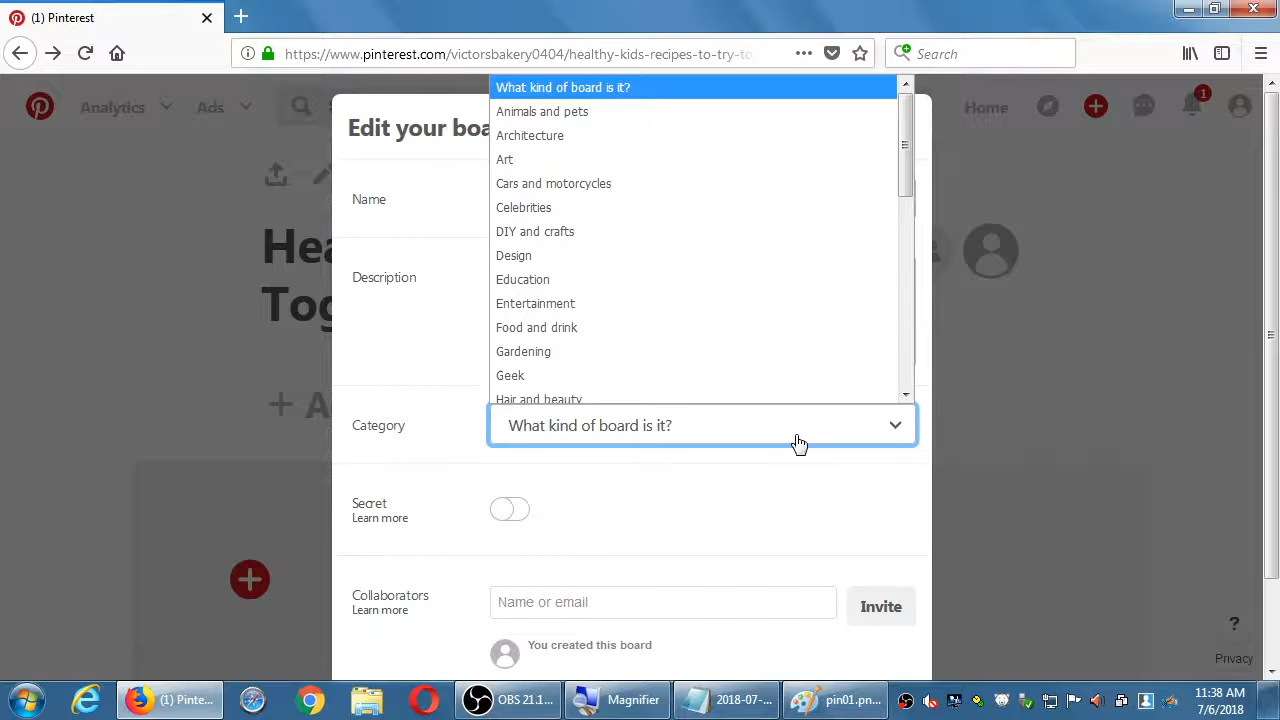 (1) Pinterest
https://www.pinterest.com/victorsbakery0404/healthy-kids-recipes-to-try-to
Search
Analytics
Ads
Home
1
Edit your boa
What kind of board is it?
Animals and pets
Architecture
Art
Cars and motorcycles
Celebrities
DIY and crafts
Design
Education
Entertainment
Food and drink
Gardening
Geek
Hair and beauty
Name
Hea
Tog
Description
Category
What kind of board is it?
Secret
Learn more
Collaborators
Learn more
Name or email
Invite
You created this board
?
Privacy
(1) Pinte...
OBS 21.1...
Magnifier
2018-07-...
pin01.pn...
11:38 AM
7/6/2018